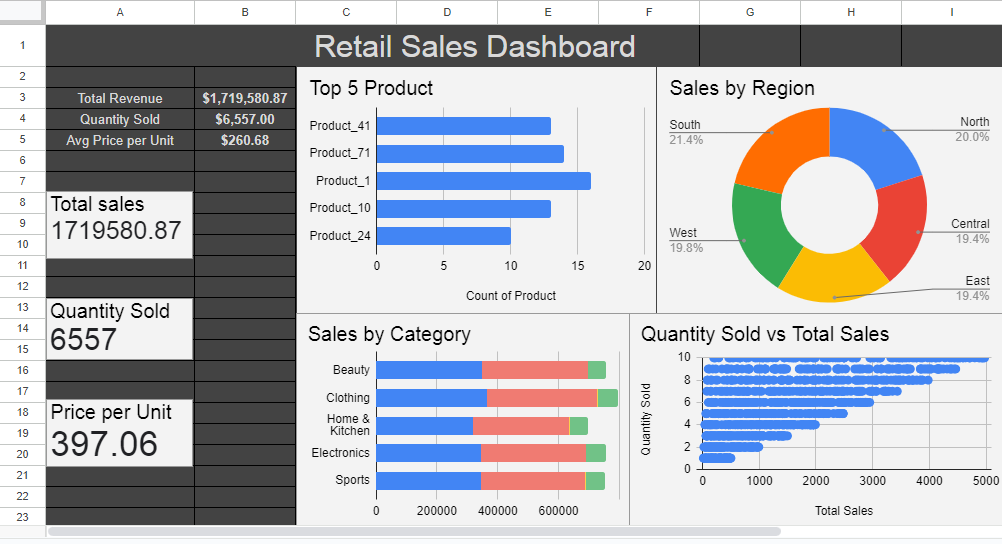 A B C D E F G H I
1 Retail Sales Dashboard
2
3 Total Revenue $1,719,580.87
4 Quantity Sold $6,557.00
5 Avg Price per Unit $260.68
6
7
8 Total sales
9 1719580.87
10
11
12
13 Quantity Sold
14 6557
15
16
17
18 Price per Unit
19 397.06
20
21
22
23
Top 5 Product
Product_41
Product_71
Product_1
Product_10
Product_24
0 5 10 15 20
Count of Product
Sales by Region
South
21.4%
North
20.0%
West
19.8%
Central
19.4%
East
19.4%
Sales by Category
Beauty
Clothing
Home &
Kitchen
Electronics
Sports
0 200000 400000 600000
Quantity Sold vs Total Sales
Quantity Sold
10
8
6
4
2
0
0 1000 2000 3000 4000 5000
Total Sales